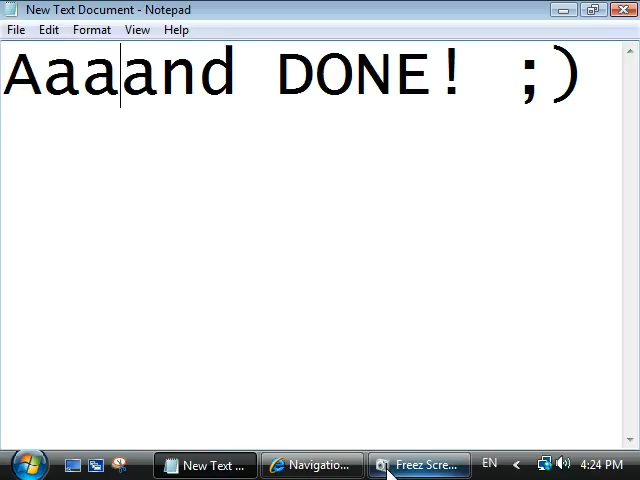 New Text Document - Notepad
File Edit Format View Help
Aaaand DONE! ;)
New Text ... Navigatio... Freez Scre... EN < 4:24 PM